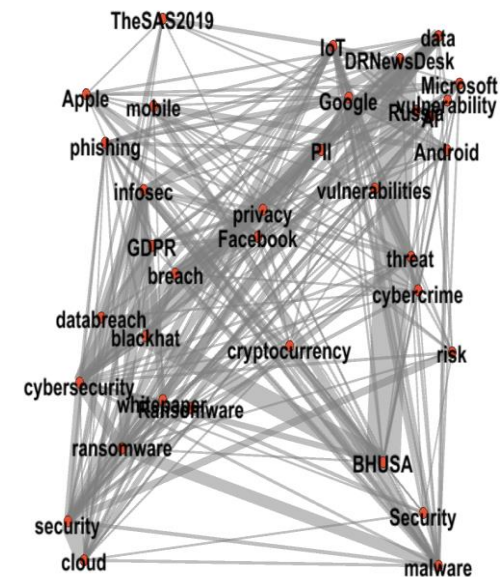 TheSAS2019
IoT
data
DRNewsDesk
Microsoft
Apple
mobile
Google
vulnerability
Russia
AI
phishing
PII
Android
infosec
vulnerabilities
privacy
Facebook
GDPR
threat
breach
cybercrime
databreach
blackhat
cryptocurrency
risk
cybersecurity
whitepaper
Ransomware
ransomware
BHUSA
security
Security
cloud
malware